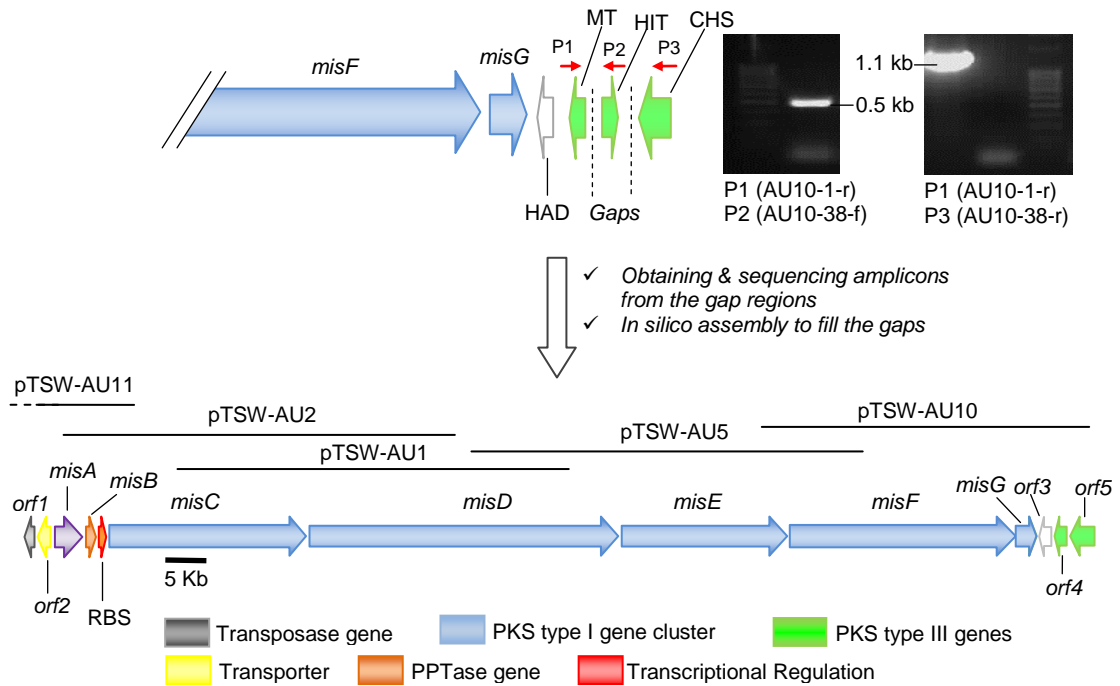 misF
misG
P1
MT
P2
HIT
P3
CHS
HAD
Gaps
1.1 kb
0.5 kb
P1 (AU10-1-r)
P2 (AU10-38-f)
P1 (AU10-1-r)
P3 (AU10-38-r)
✓ Obtaining & sequencing amplicons
from the gap regions
✓ In silico assembly to fill the gaps
pTSW-AU11
pTSW-AU2
pTSW-AU10
pTSW-AU5
pTSW-AU1
orf1
misA
misB
misC
misD
misE
misF
misG
orf3
orf5
orf2
RBS
5 Kb
orf4
Transposase gene
PKS type I gene cluster
PKS type III genes
Transporter
PPTase gene
Transcriptional Regulation